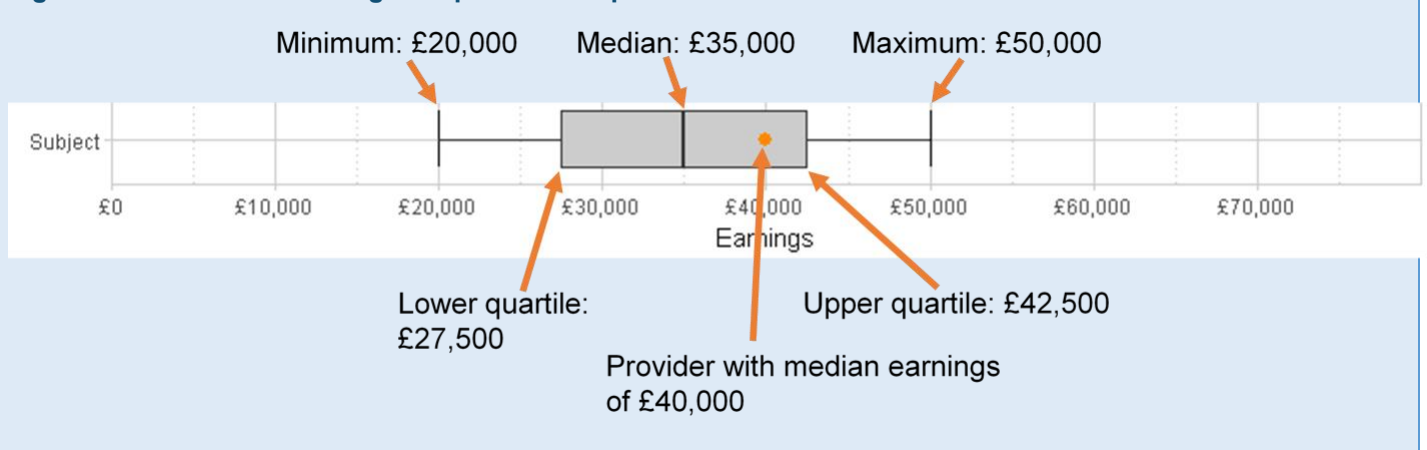 Minimum: £20,000
Median: £35,000
Maximum: £50,000
Subject
£0
£10,000
£20,000
£30,000
£40,000
£50,000
£60,000
£70,000
Earnings
Lower quartile:
£27,500
Upper quartile: £42,500
Provider with median earnings
of £40,000